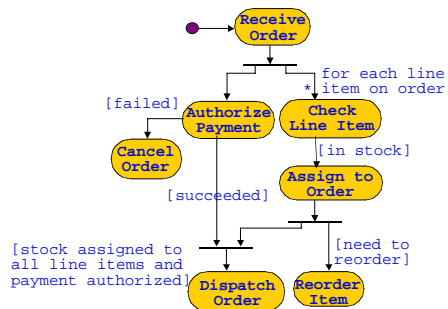 Receive
Order
for each line
* item on order
[failed]
Authorize
Payment
Check
Line Item
Cancel
Order
[in stock]
Assign to
Order
[succeeded]
[stock assigned to
all line items and
payment authorized]
[need to
reorder]
Dispatch
Order
Reorder
Item